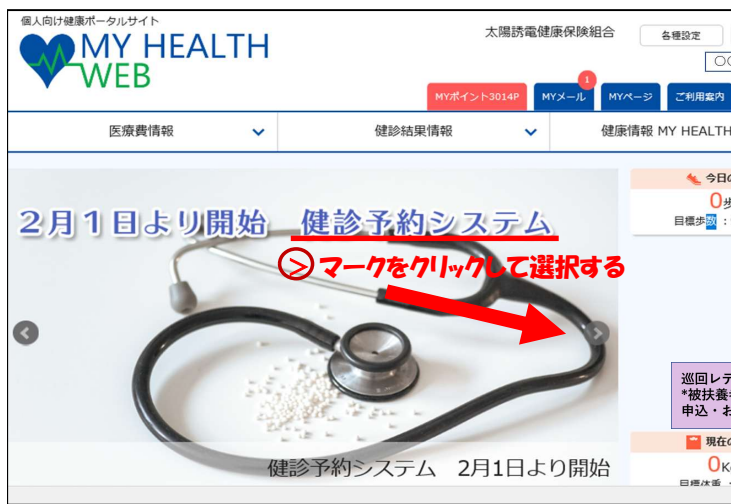 個人向け健康ポータルサイト
MY HEALTH
WEB
太陽誘電健康保険組合
各種設定
MYポイント3014P
MYメール
1
MYページ
ご利用案内
医療費情報
健診結果情報
健康情報 MY HEALTH
2月1日より開始 健診予約システム
> マークをクリックして選択する
健診予約システム 2月1日より開始
今日の
0歩
目標歩数 :
巡回レデ
*被扶養
申込・お
現在の
0K
目標体重 :